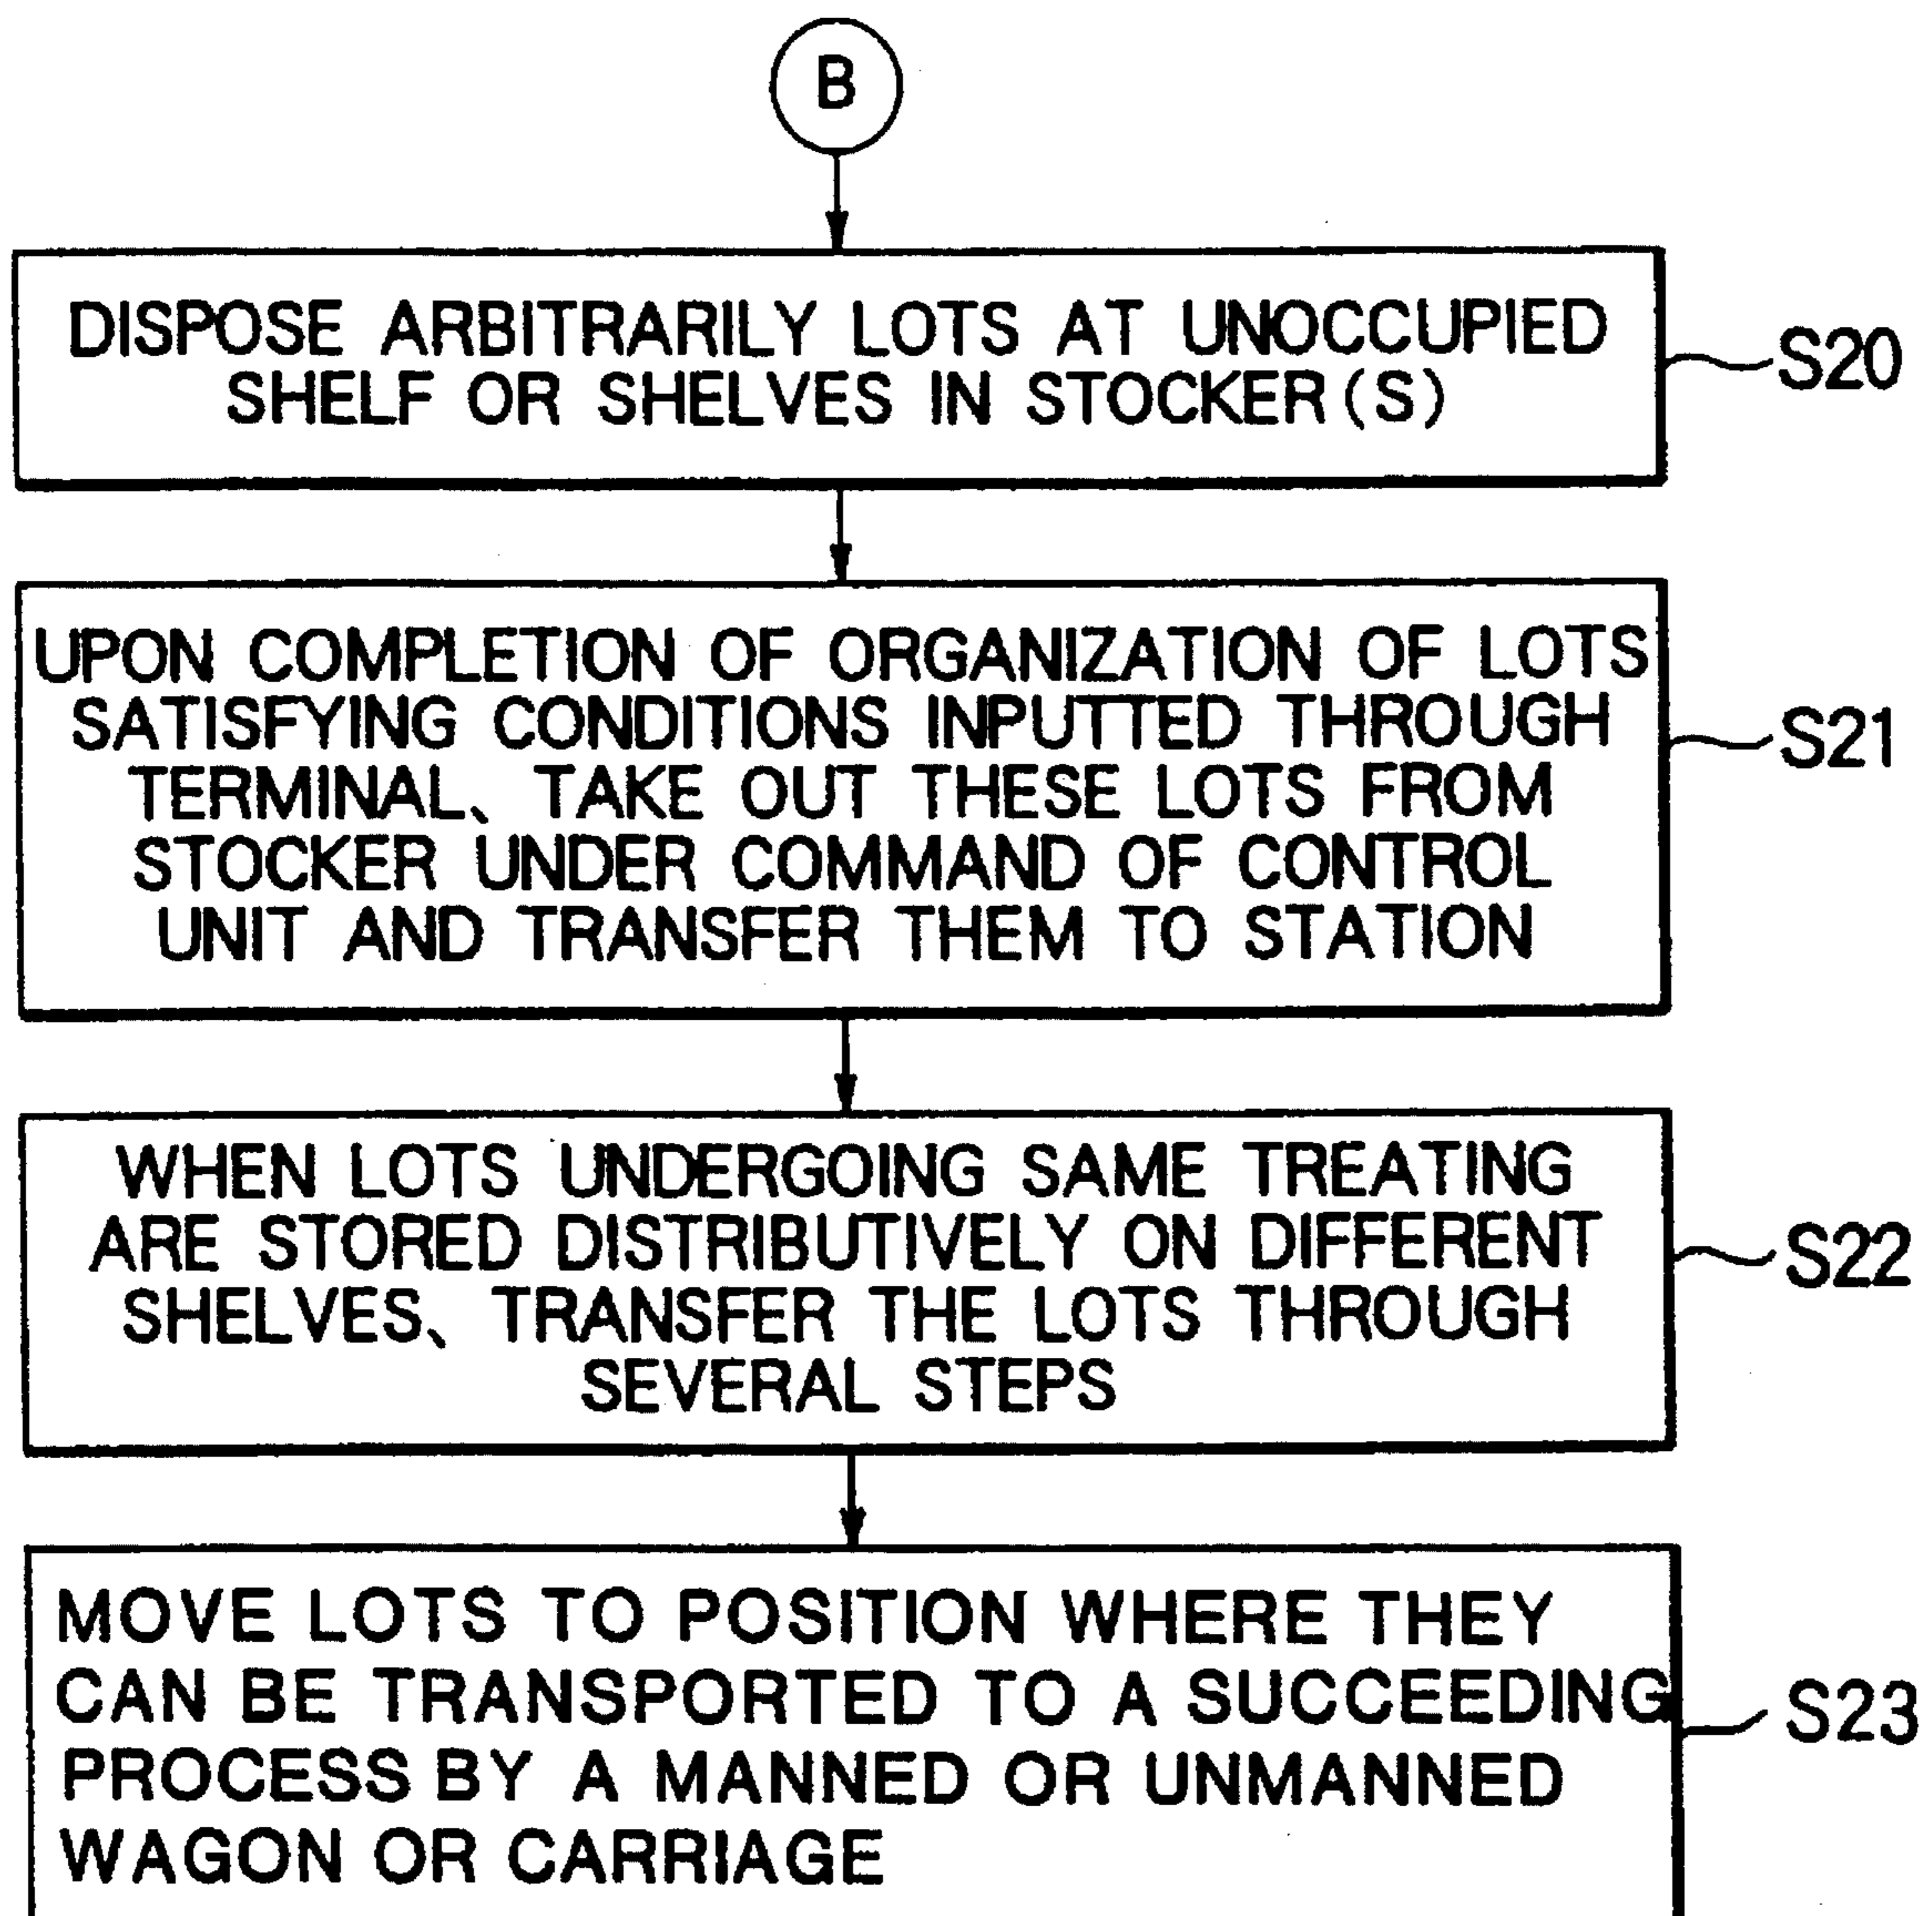 B
DISPOSE ARBITRARILY LOTS AT UNOCCUPIED
SHELF OR SHELVES IN STOCKER(S)
S20
UPON COMPLETION OF ORGANIZATION OF LOTS
SATISFYING CONDITIONS INPUTTED THROUGH
TERMINAL、 TAKE OUT THESE LOTS FROM
STOCKER UNDER COMMAND OF CONTROL
UNIT AND TRANSFER THEM TO STATION
S21
WHEN LOTS UNDERGOING SAME TREATING
ARE STORED DISTRIBUTIVELY ON DIFFERENT
SHELVES、 TRANSFER THE LOTS THROUGH
SEVERAL STEPS
S22
MOVE LOTS TO POSITION WHERE THEY
CAN BE TRANSPORTED TO A SUCCEEDING
PROCESS BY A MANNED OR UNMANNED
WAGON OR CARRIAGE
S23